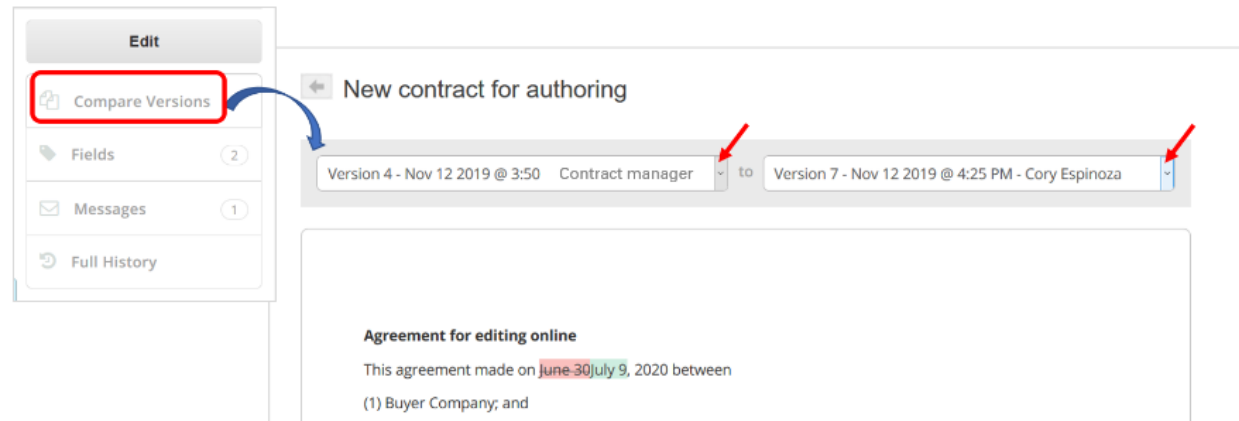 Edit
Compare Versions
Fields 2
Messages 1
Full History
New contract for authoring
Version 4 - Nov 12 2019 @ 3:50 Contract manager to Version 7 - Nov 12 2019 @ 4:25 PM - Cory Espinoza
Agreement for editing online
This agreement made on June 30July 9, 2020 between
(1) Buyer Company; and